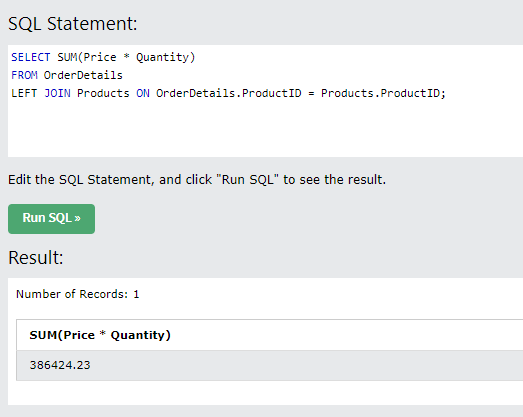 SQL Statement:
SELECT SUM(Price * Quantity)
FROM OrderDetails
LEFT JOIN Products ON OrderDetails.ProductID = Products.ProductID;
Edit the SQL Statement, and click "Run SQL" to see the result.
Run SQL »
Result:
Number of Records: 1
SUM(Price * Quantity)
386424.23